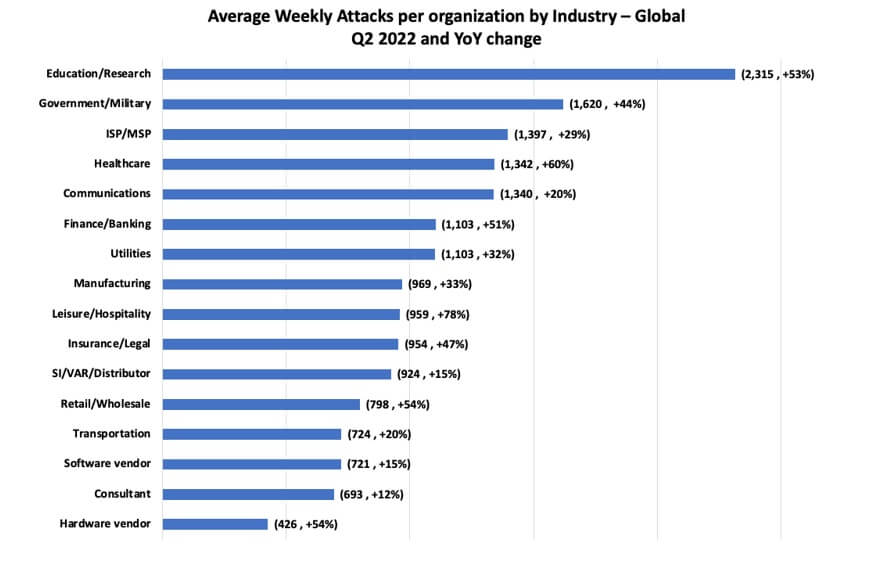 Average Weekly Attacks per organization by Industry – Global
Q2 2022 and YoY change
Education/Research (2,315 , +53%)
Government/Military (1,620 , +44%)
ISP/MSP (1,397 , +29%)
Healthcare (1,342 , +60%)
Communications (1,340 , +20%)
Finance/Banking (1,103 , +51%)
Utilities (1,103 , +32%)
Manufacturing (969 , +33%)
Leisure/Hospitality (959 , +78%)
Insurance/Legal (954 , +47%)
SI/VAR/Distributor (924 , +15%)
Retail/Wholesale (798 , +54%)
Transportation (724 , +20%)
Software vendor (721 , +15%)
Consultant (693 , +12%)
Hardware vendor (426 , +54%)